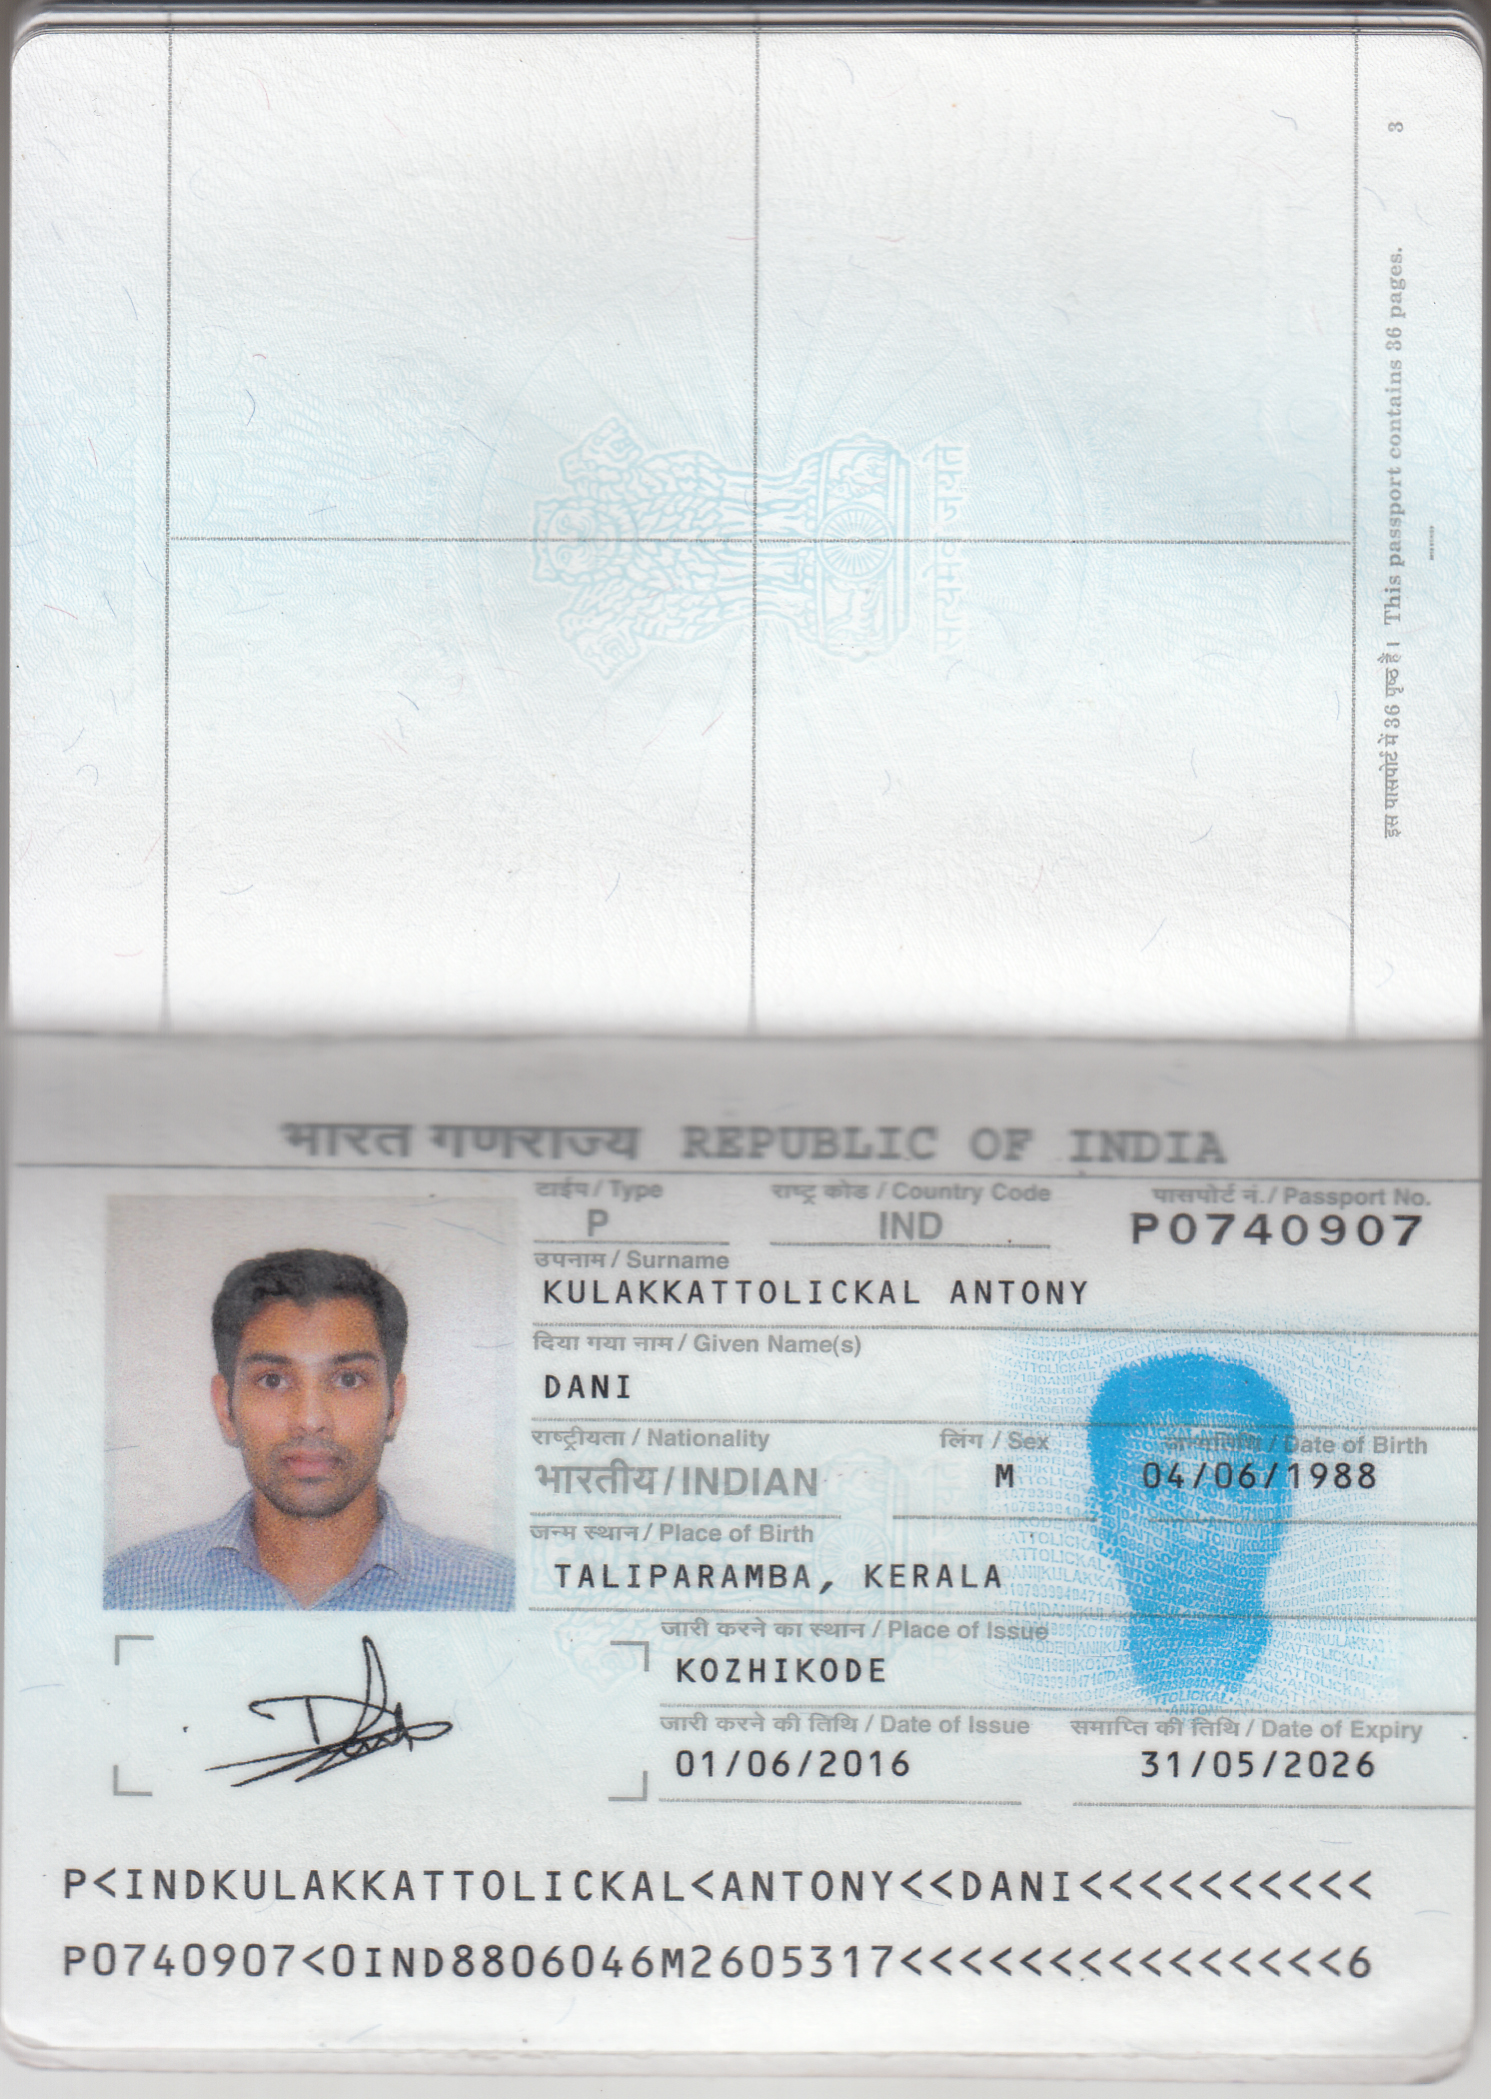 3
इस पासपोर्ट में 36 पृष्ठ हैं। This passport contains 36 pages.
सत्यमेव जयते
भारत गणराज्य REPUBLIC OF INDIA
टाईप / Type राष्ट्र कोड / Country Code पासपोर्ट नं. / Passport No.
P IND P0740907
उपनाम / Surname
KULAKKATTOLICKAL ANTONY
दिया गया नाम / Given Name(s)
DANI
राष्ट्रीयता / Nationality लिंग / Sex जन्मतिथि / Date of Birth
भारतीय / INDIAN M 04/06/1988
जन्म स्थान / Place of Birth
TALIPARAMBA, KERALA
जारी करने का स्थान / Place of Issue
KOZHIKODE
जारी करने की तिथि / Date of Issue समाप्ति की तिथि / Date of Expiry
01/06/2016 31/05/2026
P<INDKULAKKATTOLICKAL<ANTONY<<DANI<<<<<<<<<<
P0740907<0IND8806046M2605317<<<<<<<<<<<<<<<6